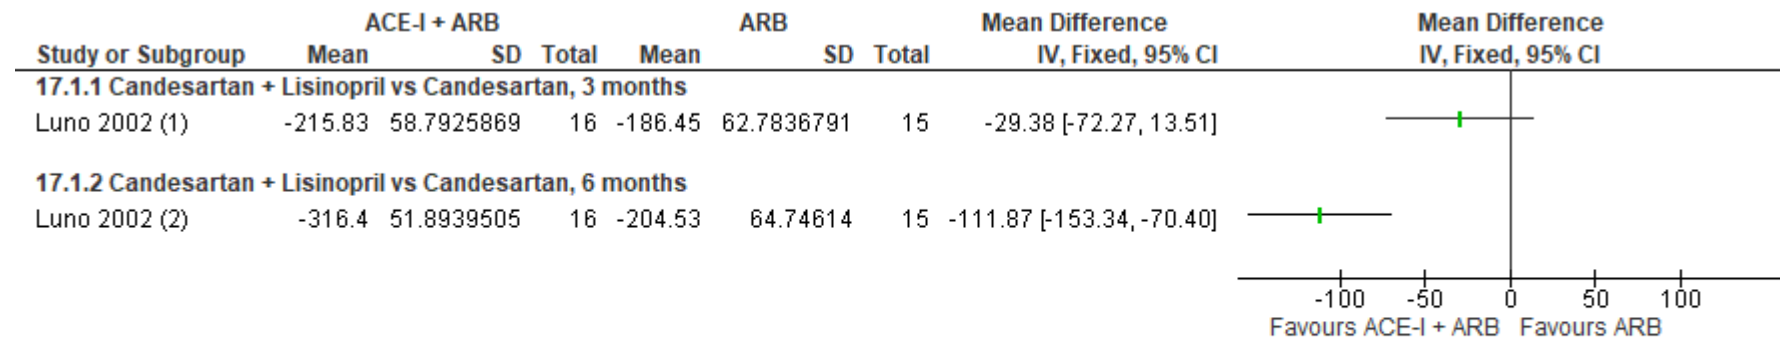 ACE-I + ARB ARB Mean Difference Mean Difference
Study or Subgroup Mean SD Total Mean SD Total IV, Fixed, 95% CI IV, Fixed, 95% CI
17.1.1 Candesartan + Lisinopril vs Candesartan, 3 months
Luno 2002 (1) -215.83 58.7925869 16 -186.45 62.7836791 15 -29.38 [-72.27, 13.51]
17.1.2 Candesartan + Lisinopril vs Candesartan, 6 months
Luno 2002 (2) -316.4 51.8939505 16 -204.53 64.74614 15 -111.87 [-153.34, -70.40]
-100 -50 0 50 100
Favours ACE-I + ARB Favours ARB